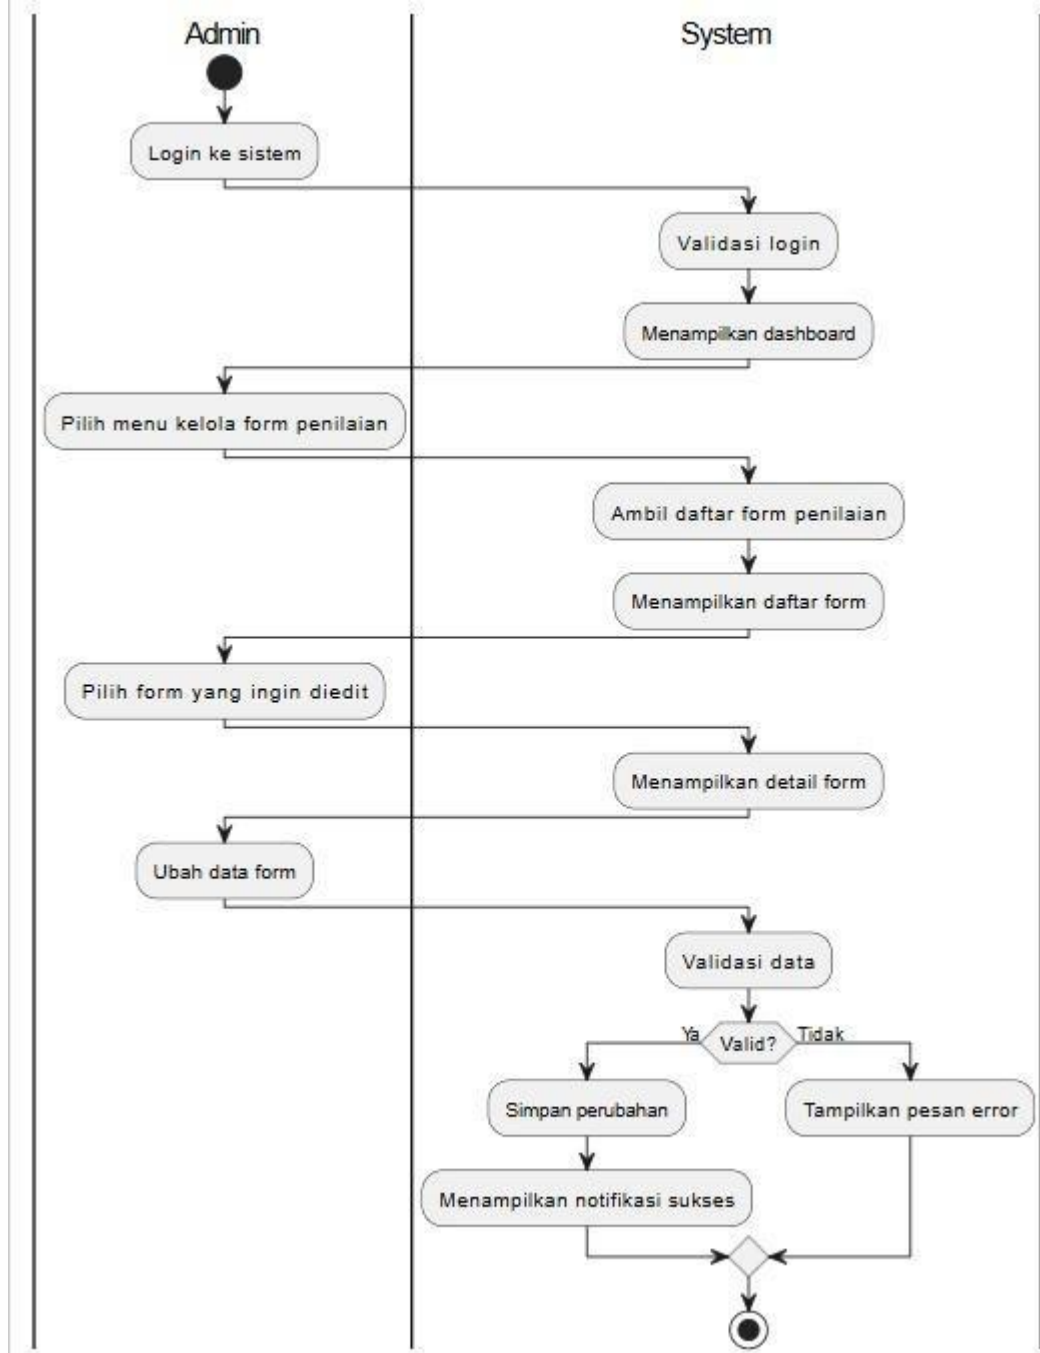 Admin
System
Login ke sistem
Validasi login
Menampilkan dashboard
Pilih menu kelola form penilaian
Ambil daftar form penilaian
Menampilkan daftar form
Pilih form yang ingin diedit
Menampilkan detail form
Ubah data form
Validasi data
Ya
Valid?
Tidak
Simpan perubahan
Tampilkan pesan error
Menampilkan notifikasi sukses